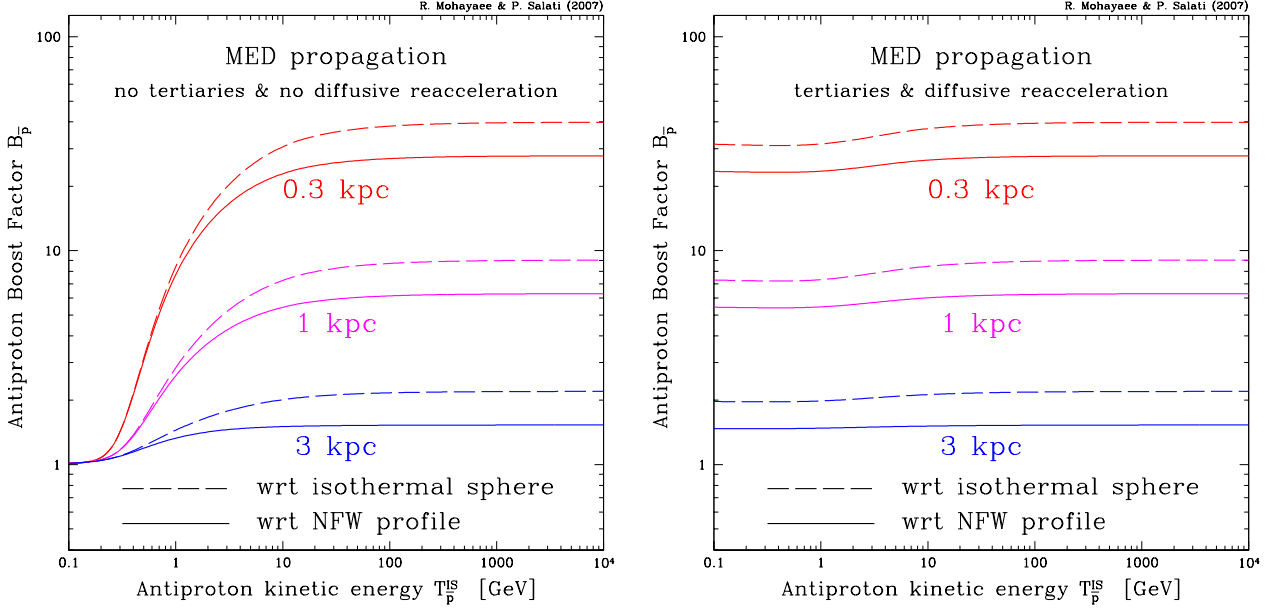 R. Mohayaee & P. Salati (2007)
MED propagation
no tertiaries & no diffusive reacceleration
Antiproton Boost Factor B_p̄
100
10
1
0.3 kpc
1 kpc
3 kpc
wrt isothermal sphere
wrt NFW profile
0.1 1 10 100 1000 10⁴
Antiproton kinetic energy T_p̄^IS [GeV]
R. Mohayaee & P. Salati (2007)
MED propagation
tertiaries & diffusive reacceleration
Antiproton Boost Factor B_p̄
100
10
1
0.3 kpc
1 kpc
3 kpc
wrt isothermal sphere
wrt NFW profile
0.1 1 10 100 1000 10⁴
Antiproton kinetic energy T_p̄^IS [GeV]